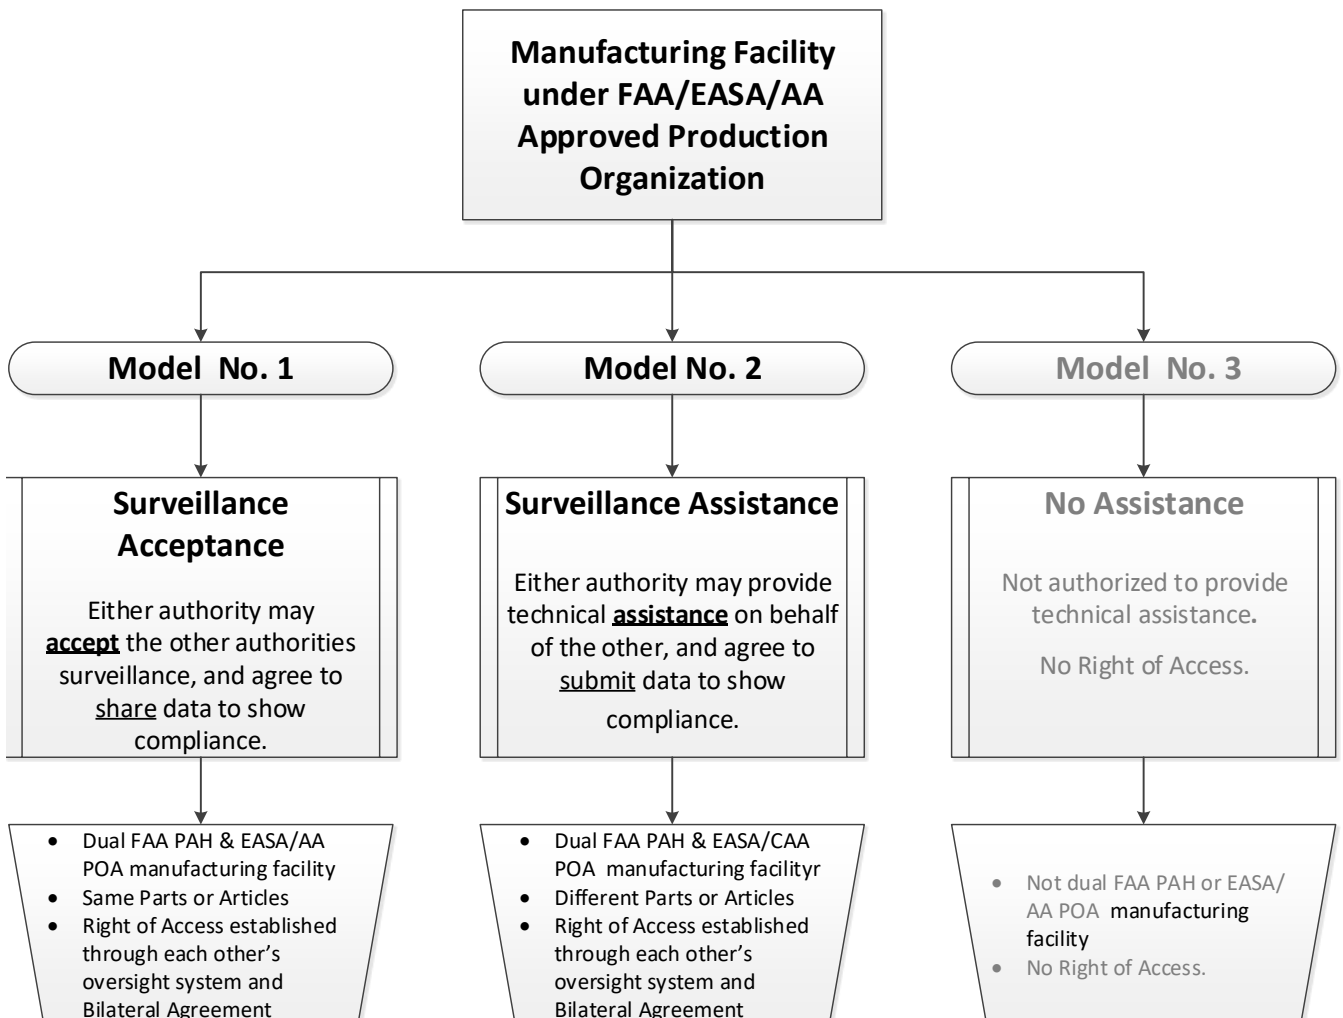 Manufacturing Facility
under FAA/EASA/AA
Approved Production
Organization
Model No. 1
Model No. 2
Model No. 3
Surveillance
Acceptance
Either authority may
accept the other authorities
surveillance, and agree to
share data to show
compliance.
Surveillance Assistance
Either authority may provide
technical assistance on behalf
of the other, and agree to
submit data to show
compliance.
No Assistance
Not authorized to provide
technical assistance.
No Right of Access.
• Dual FAA PAH & EASA/AA
POA manufacturing facility
• Same Parts or Articles
• Right of Access established
through each other’s
oversight system and
Bilateral Agreement
• Dual FAA PAH & EASA/CAA
POA manufacturing facilityr
• Different Parts or Articles
• Right of Access established
through each other’s
oversight system and
Bilateral Agreement
• Not dual FAA PAH or EASA/
AA POA manufacturing
facility
• No Right of Access.